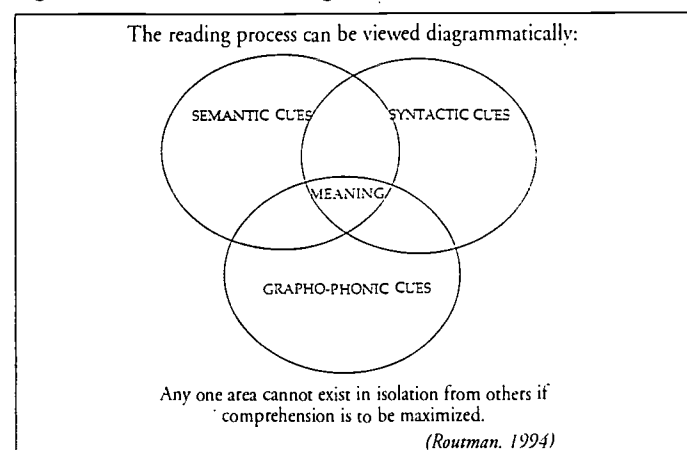 The reading process can be viewed diagrammatically:
SEMANTIC CUES
SYNTACTIC CUES
MEANING
GRAPHO-PHONIC CUES
Any one area cannot exist in isolation from others if
comprehension is to be maximized.
(Routman. 1994)